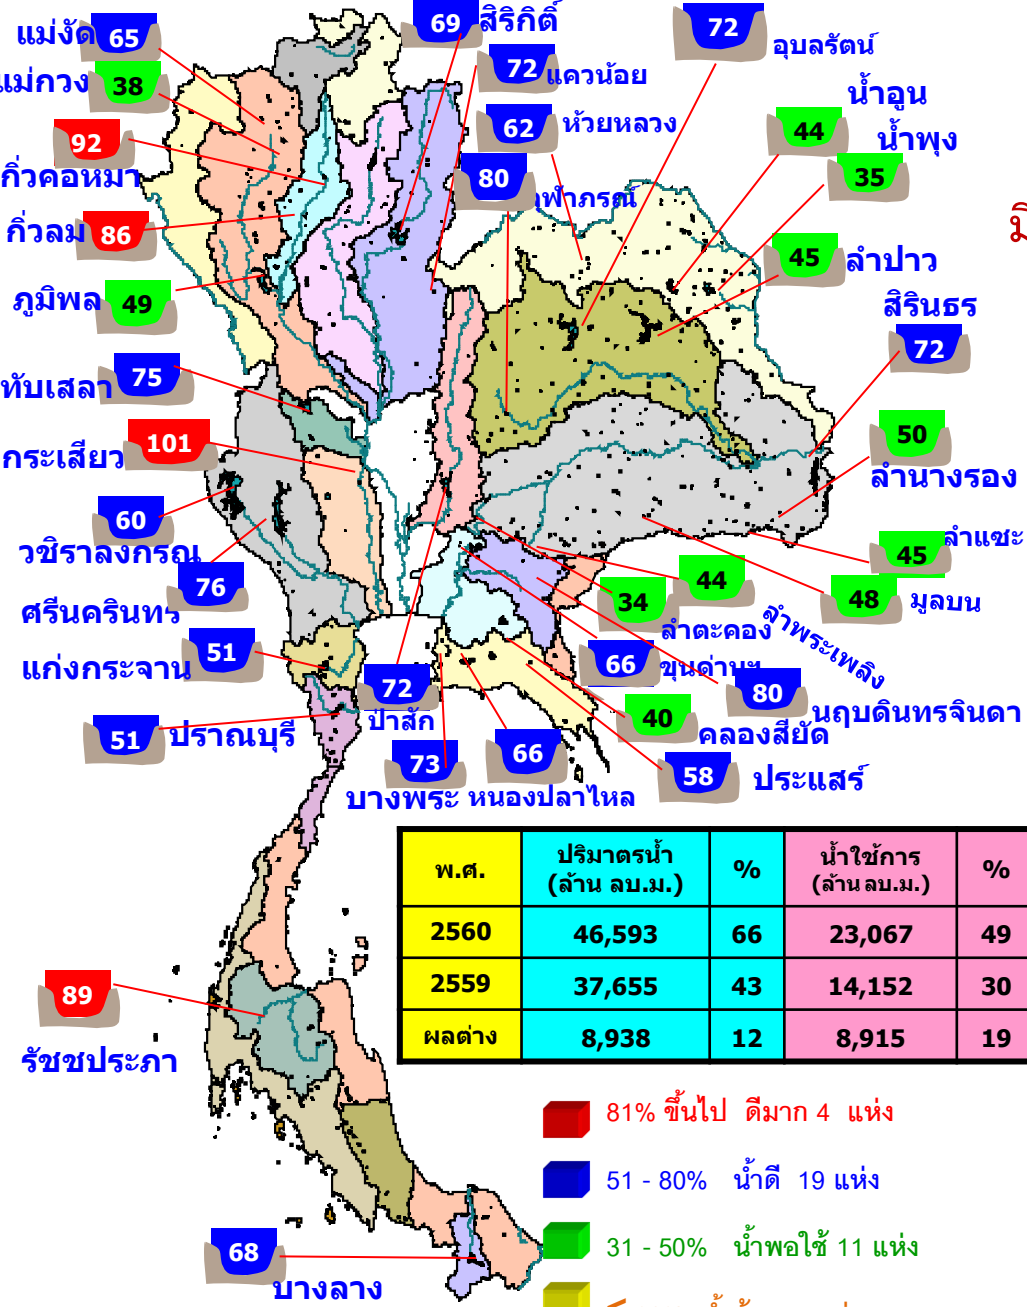 แม่งัด 65
แม่กวง 38
92
กิ่วคอหมา
กิ่วลม 86
ภูมิพล 49
ทับเสลา 75
กระเสียว 101
60
วชิราลงกรณ
76
ศรีนครินทร
แก่งกระจาน 51
51 ปราณบุรี
69 สิริกิติ์
72 แควน้อย
62 ห้วยหลวง
80 ุฬาภรณ์
72 อุบลรัตน์
น้ำอูน
44
น้ำพุง
35
45 ลำปาว
สิรินธร
72
50
ลำนางรอง
45 ลำแซะ
48 มูลบน
44
ลำพระเพลิง
34
ลำตะคอง
66 ขุนด่านฯ
80 นฤบดินทรจินดา
40 คลองสียัด
58 ประแสร์
72
ป่าสัก
73
บางพระ
66
หนองปลาไหล
พ.ศ. ปริมาตรน้ำ % น้ำใช้การ %
(ล้าน ลบ.ม.) (ล้าน ลบ.ม.)
2560 46,593 66 23,067 49
2559 37,655 43 14,152 30
ผลต่าง 8,938 12 8,915 19
89
รัชชประภา
68
บางลาง
81% ขึ้นไป ดีมาก 4 แห่ง
51 - 80% น้ำดี 19 แห่ง
31 - 50% น้ำพอใช้ 11 แห่ง